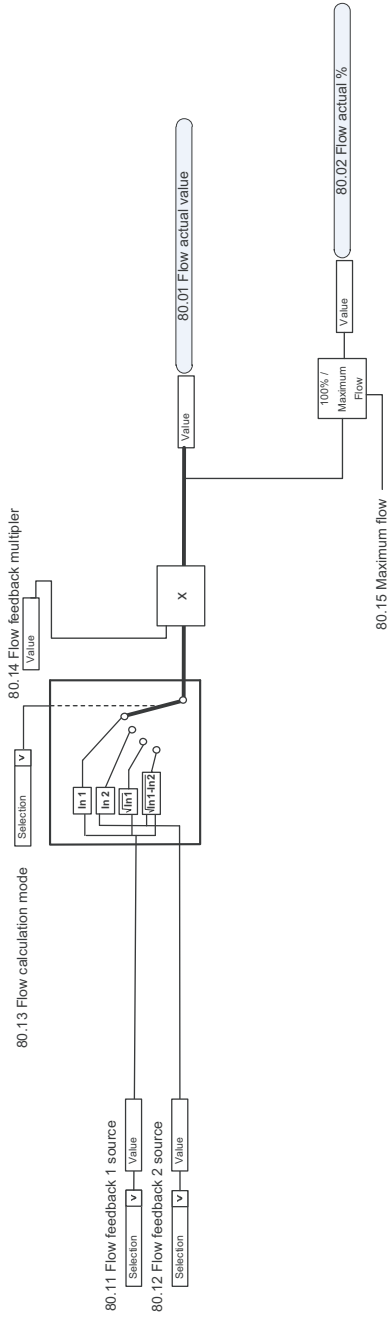 80.11 Flow feedback 1 source
Selection
v
Value
80.12 Flow feedback 2 source
Selection
v
Value
80.13 Flow calculation mode
Selection
v
In 1
In 2
√In1
√In1-In2
80.14 Flow feedback multipler
Value
X
Value
80.01 Flow actual value
100% /
Maximum
Flow
Value
80.02 Flow actual %
80.15 Maximum flow